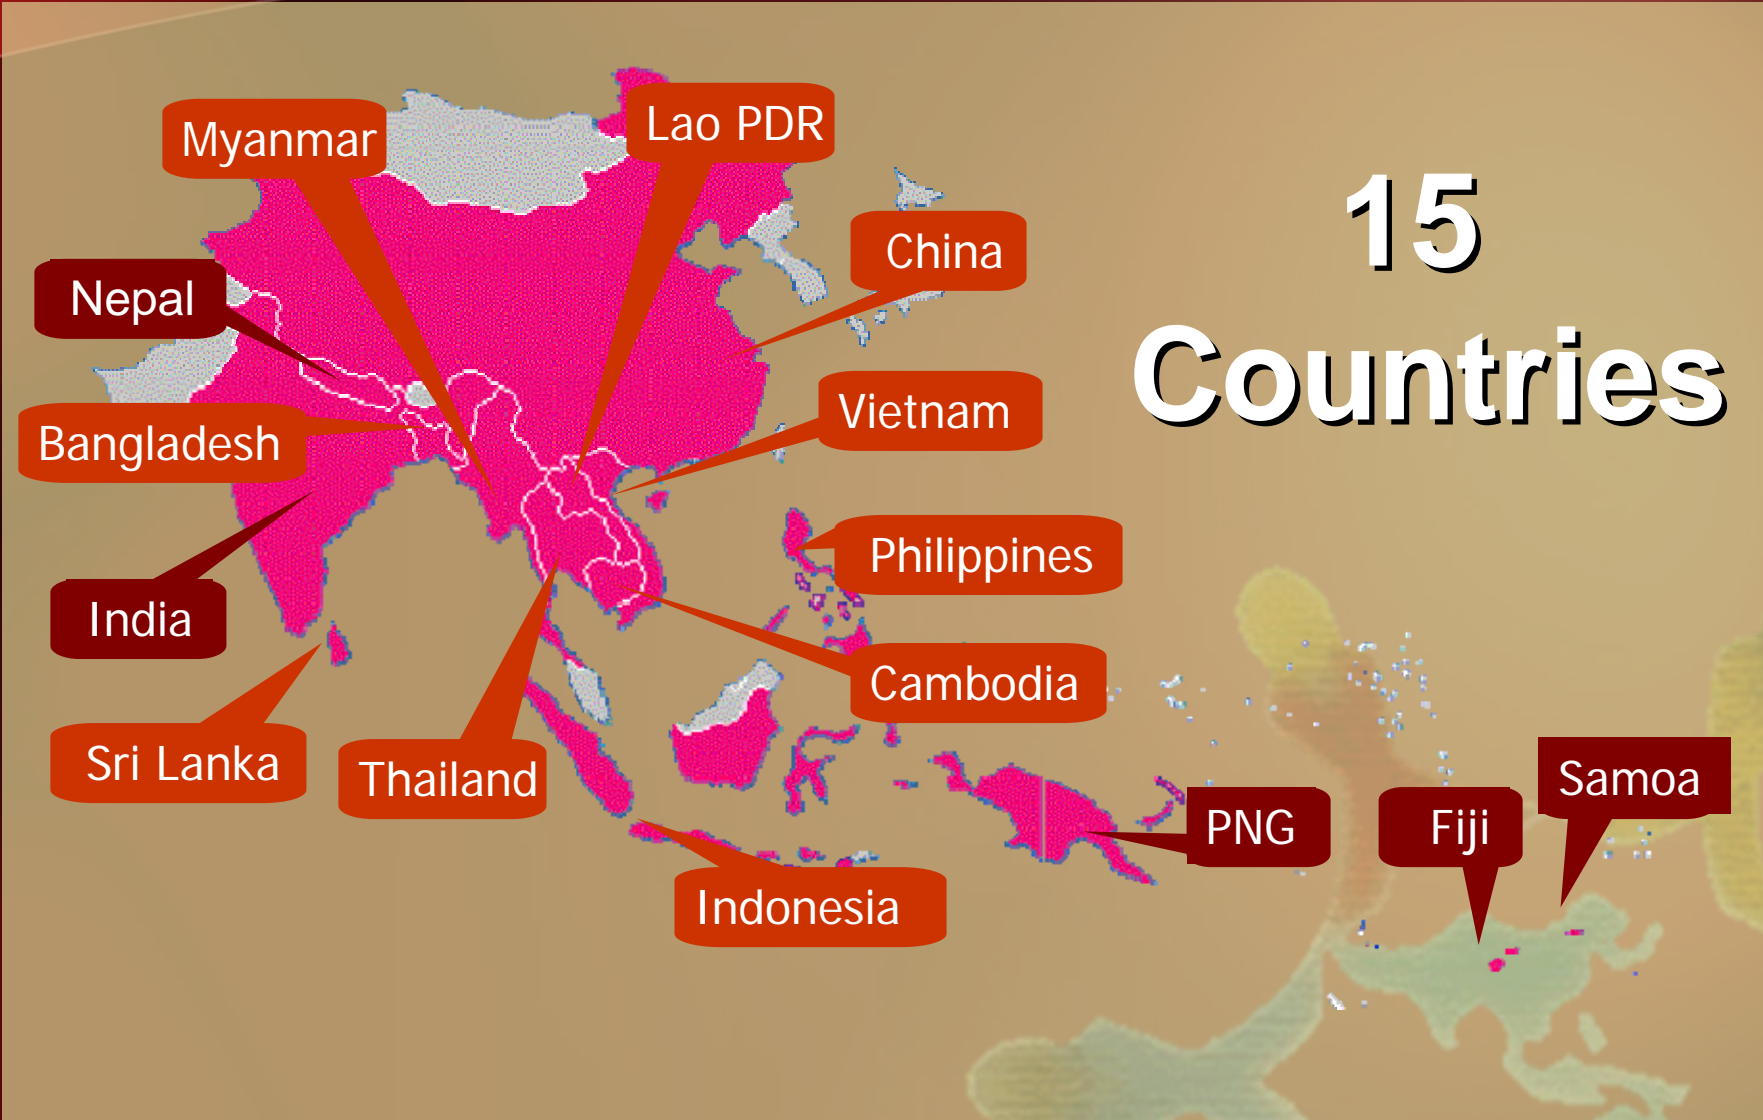 Myanmar
Lao PDR
15
Countries
China
Nepal
Vietnam
Bangladesh
Philippines
India
Cambodia
Sri Lanka
Thailand
Samoa
PNG
Fiji
Indonesia